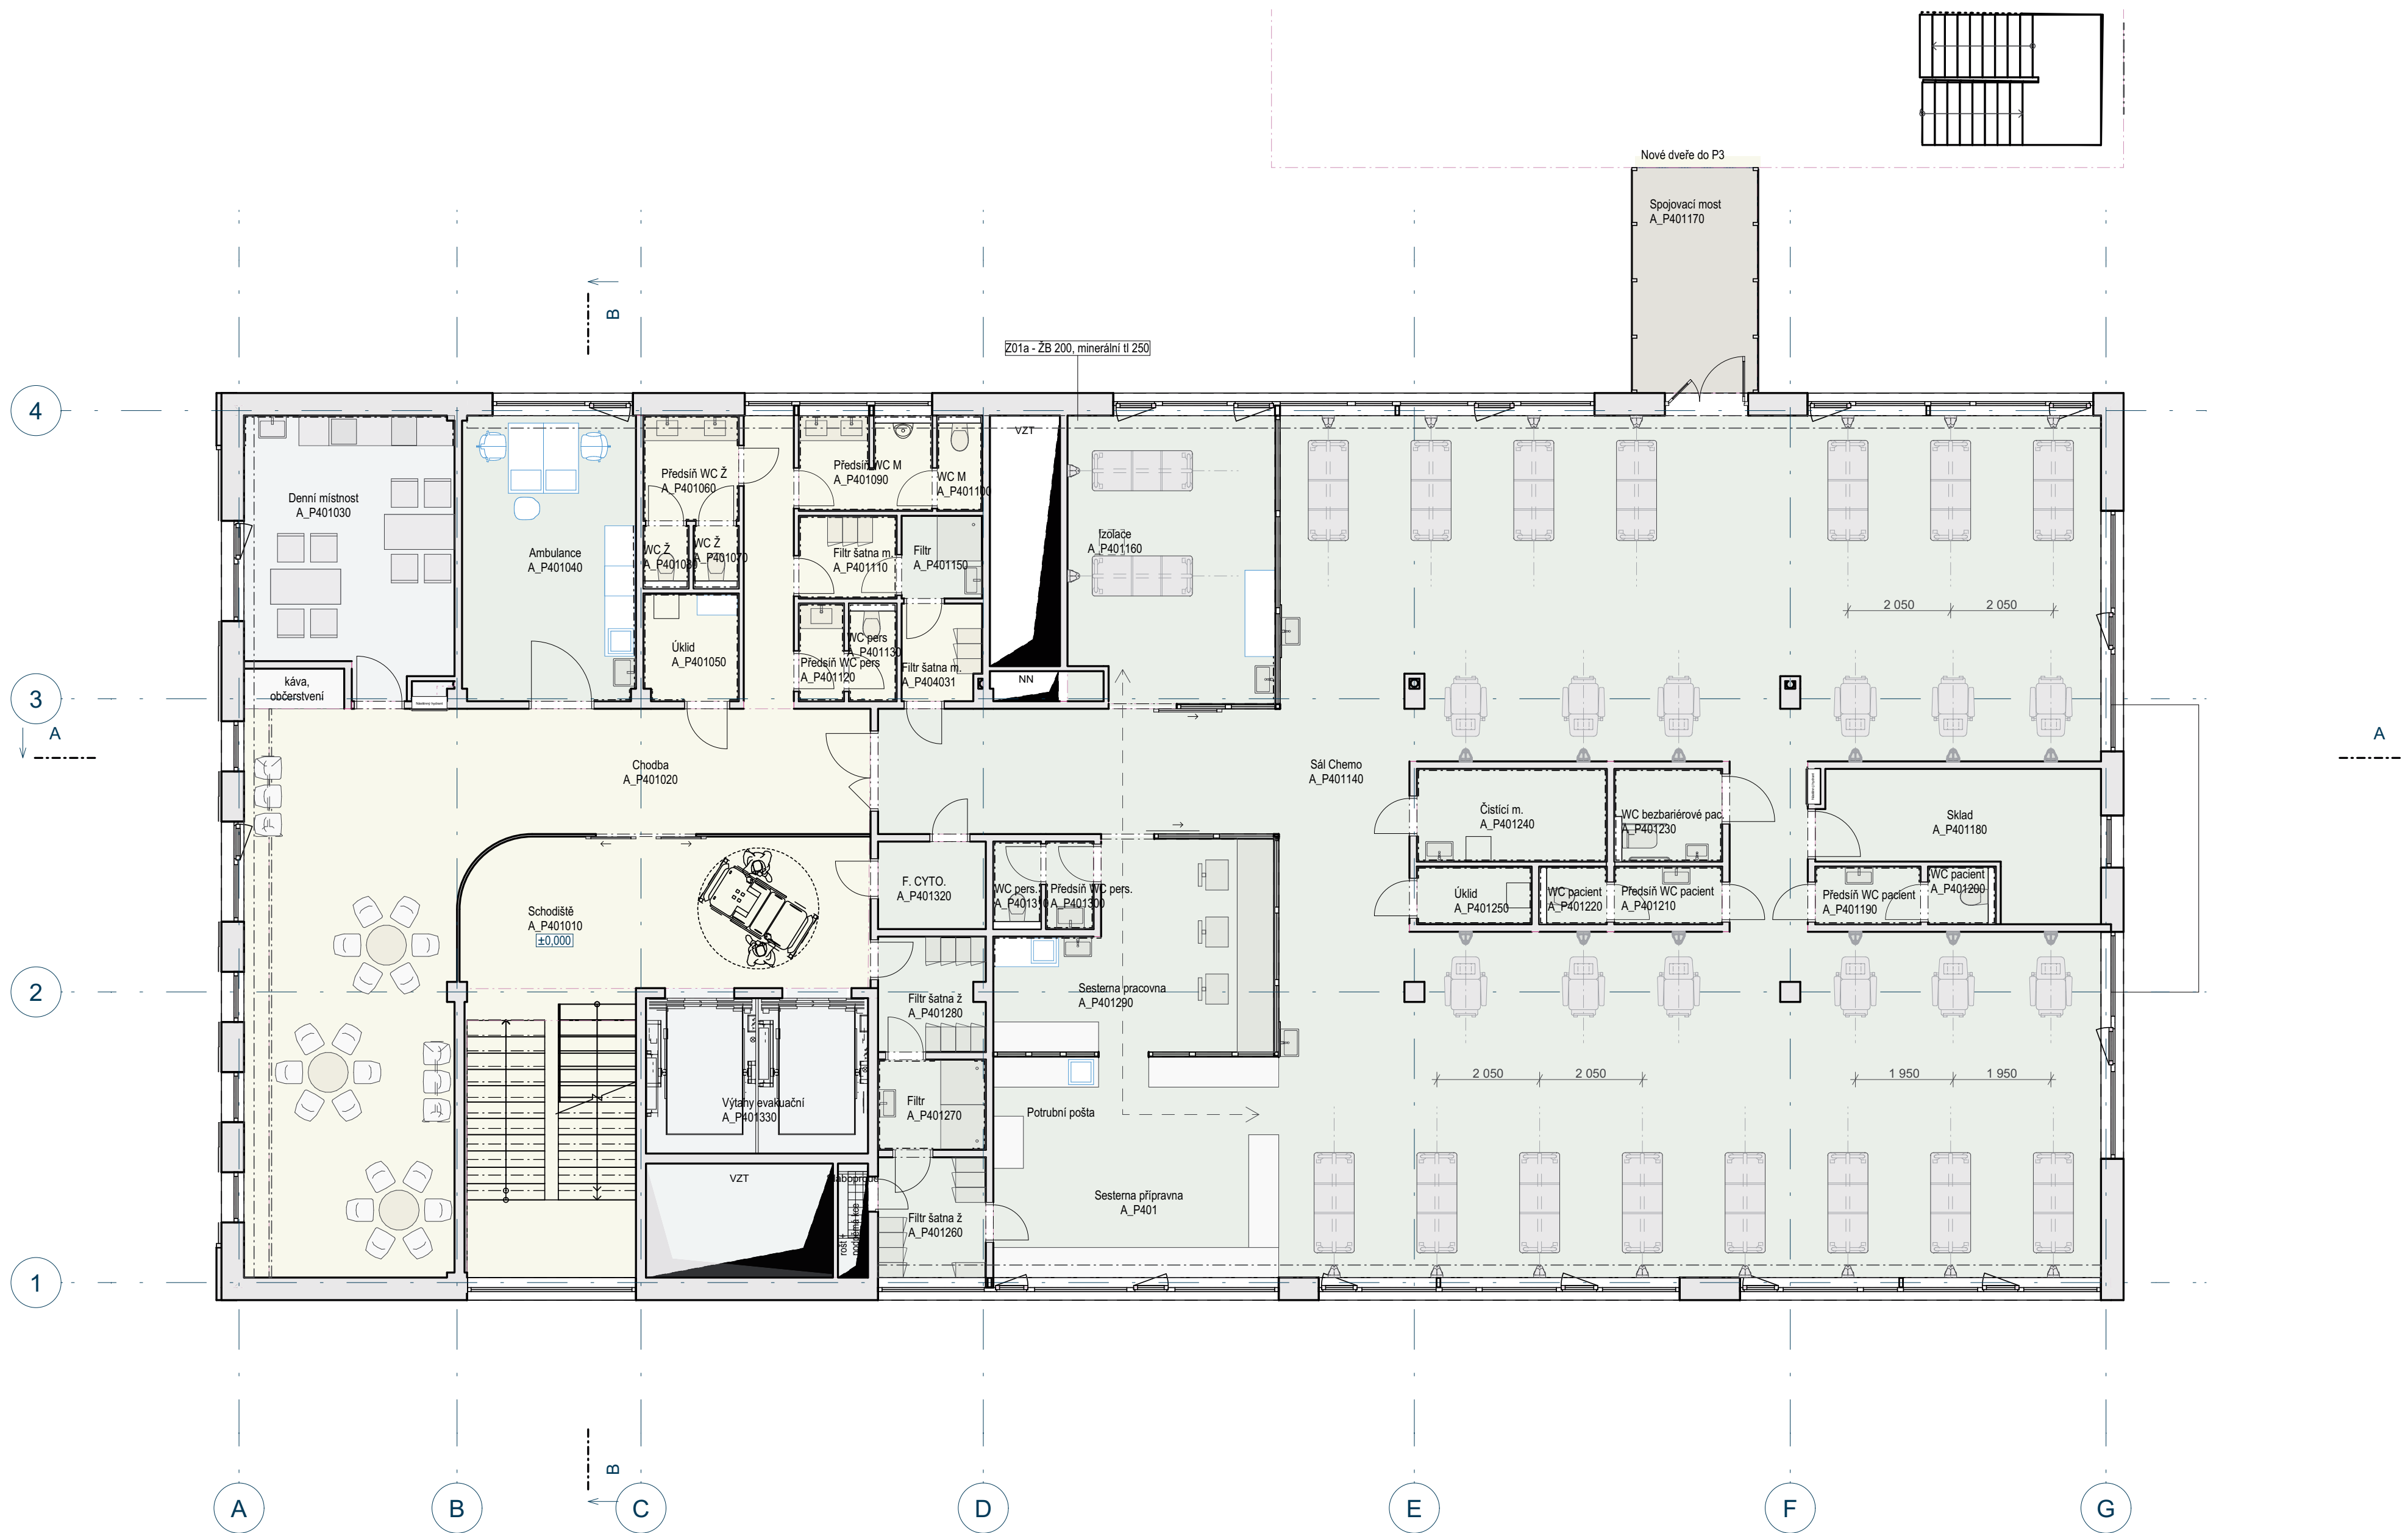 Nové dveře do P3
Spojovací most
A_P401170
B
Z01a - ŽB 200, minerální tl 250
4
VZT
Předsíň WC Ž
A_P401060
Předsíň WC M
A_P401090
WC M
A_P401100
Denní místnost
A_P401030
Ambulance
A_P401040
WC Ž
WC Ž
A_P401070
Filtr šatna m.
A_P401110
Filtr
A_P401150
Izolace
A_P401160
2 050
2 050
Úklid
A_P401050
WC pers
A_P401130
Předsíň WC pers
A_P401120
Filtr šatna m.
A_P404031
NN
káva,
občerstvení
3
A
A
Chodba
A_P401020
Sál Chemo
A_P401140
Čistící m.
A_P401240
WC bezbariérové pac.
A_P401230
Sklad
A_P401180
F. CYTO.
A_P401320
WC pers.
Předsíň WC pers.
A_P401300
Úklid
A_P401250
WC pacient
A_P401220
Předsíň WC pacient
A_P401210
Předsíň WC pacient
A_P401190
WC pacient
A_P401200
Schodiště
A_P401010
±0,000
2
Filtr šatna ž
A_P401280
Sesterna pracovna
A_P401290
2 050
2 050
1 950
1 950
Výtahy evakuační
A_P401330
Filtr
A_P401270
Potrubní pošta
VZT
Sesterna přípravna
A_P401
Filtr šatna ž
A_P401260
1
B
A
B
C
D
E
F
G